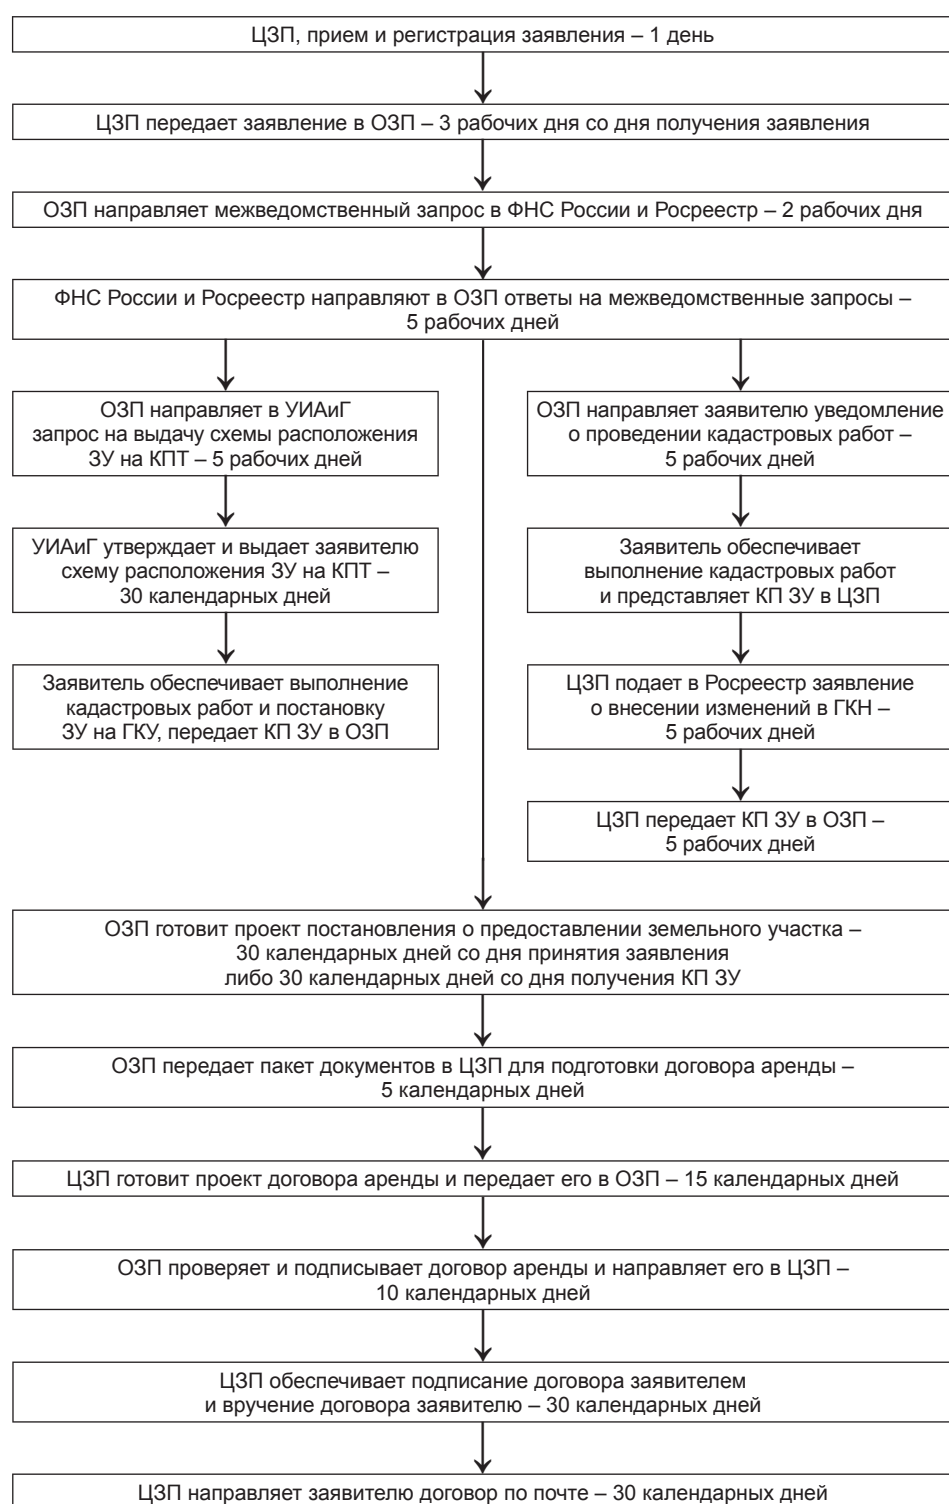 ЦЗП, прием и регистрация заявления – 1 день
ЦЗП передает заявление в ОЗП – 3 рабочих дня со дня получения заявления
ОЗП направляет межведомственный запрос в ФНС России и Росреестр – 2 рабочих дня
ФНС России и Росреестр направляют в ОЗП ответы на межведомственные запросы –
5 рабочих дней
ОЗП направляет в УИАиГ
запрос на выдачу схемы расположения
ЗУ на КПТ – 5 рабочих дней
УИАиГ утверждает и выдает заявителю
схему расположения ЗУ на КПТ –
30 календарных дней
Заявитель обеспечивает выполнение
кадастровых работ и постановку
ЗУ на ГКУ, передает КП ЗУ в ОЗП
ОЗП направляет заявителю уведомление
о проведении кадастровых работ –
5 рабочих дней
Заявитель обеспечивает
выполнение кадастровых работ
и представляет КП ЗУ в ЦЗП
ЦЗП подает в Росреестр заявление
о внесении изменений в ГКН –
5 рабочих дней
ЦЗП передает КП ЗУ в ОЗП –
5 рабочих дней
ОЗП готовит проект постановления о предоставлении земельного участка –
30 календарных дней со дня принятия заявления
либо 30 календарных дней со дня получения КП ЗУ
ОЗП передает пакет документов в ЦЗП для подготовки договора аренды –
5 календарных дней
ЦЗП готовит проект договора аренды и передает его в ОЗП – 15 календарных дней
ОЗП проверяет и подписывает договор аренды и направляет его в ЦЗП –
10 календарных дней
ЦЗП обеспечивает подписание договора заявителем
и вручение договора заявителю – 30 календарных дней
ЦЗП направляет заявителю договор по почте – 30 календарных дней